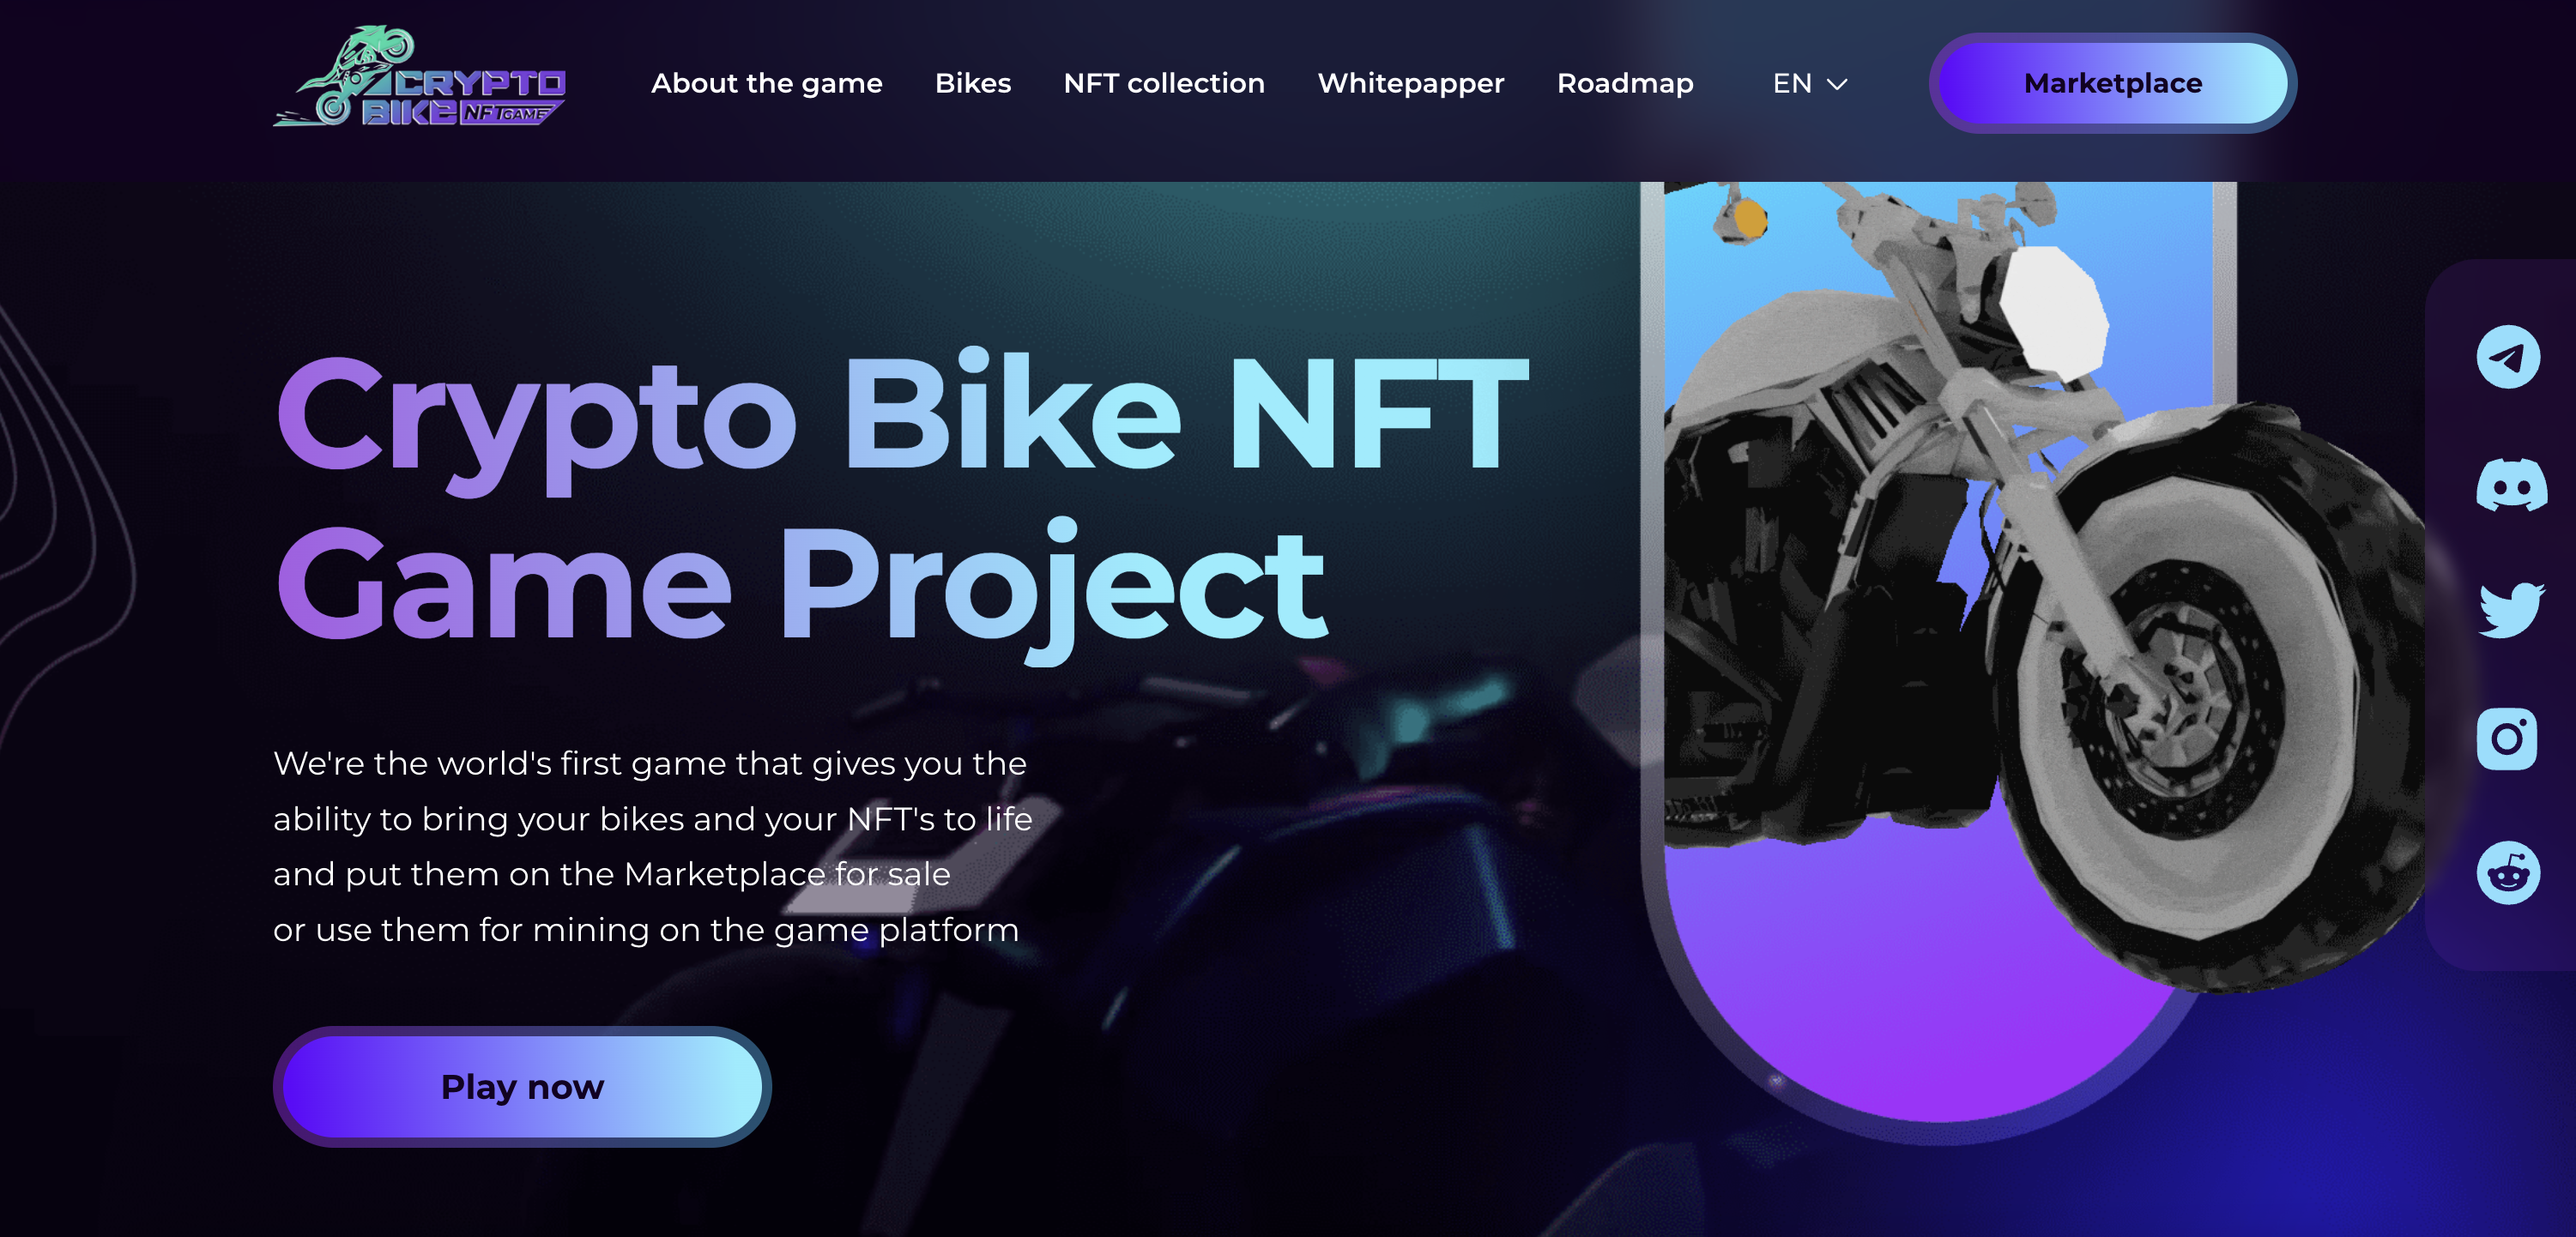 CRYPTO
BIKE NFT GAME
About the game
Bikes
NFT collection
Whitepapper
Roadmap
EN
Marketplace
Crypto Bike NFT
Game Project
We're the world's first game that gives you the
ability to bring your bikes and your NFT's to life
and put them on the Marketplace for sale
or use them for mining on the game platform
Play now